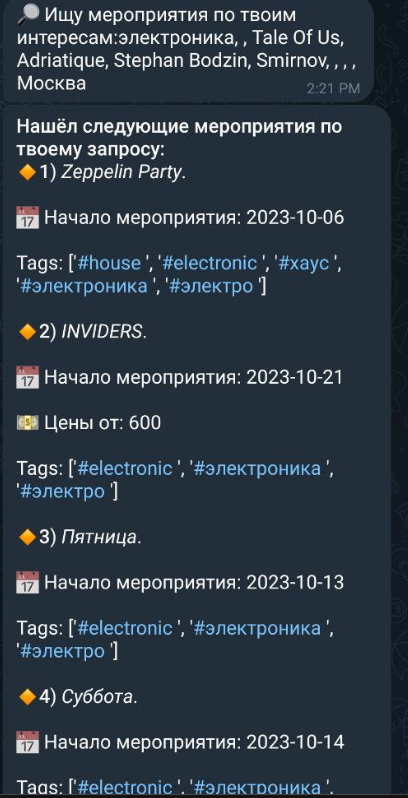 🔎 Ищу мероприятия по твоим
интересам:электроника, , Tale Of Us,
Adriatique, Stephan Bodzin, Smirnov, , , ,
Москва
2:21 PM
Нашёл следующие мероприятия по
твоему запросу:
🔶1) Zeppelin Party.
📅 Начало мероприятия: 2023-10-06
Tags: ['#house ', '#electronic ', '#хаус ',
'#электроника ', '#электро ']
🔶2) INVIDERS.
📅 Начало мероприятия: 2023-10-21
💵 Цены от: 600
Tags: ['#electronic ', '#электроника ',
'#электро ']
🔶3) Пятница.
📅 Начало мероприятия: 2023-10-13
Tags: ['#electronic ', '#электроника ',
'#электро ']
🔶4) Суббота.
📅 Начало мероприятия: 2023-10-14
Tags: ['#electronic ', '#электроника ',